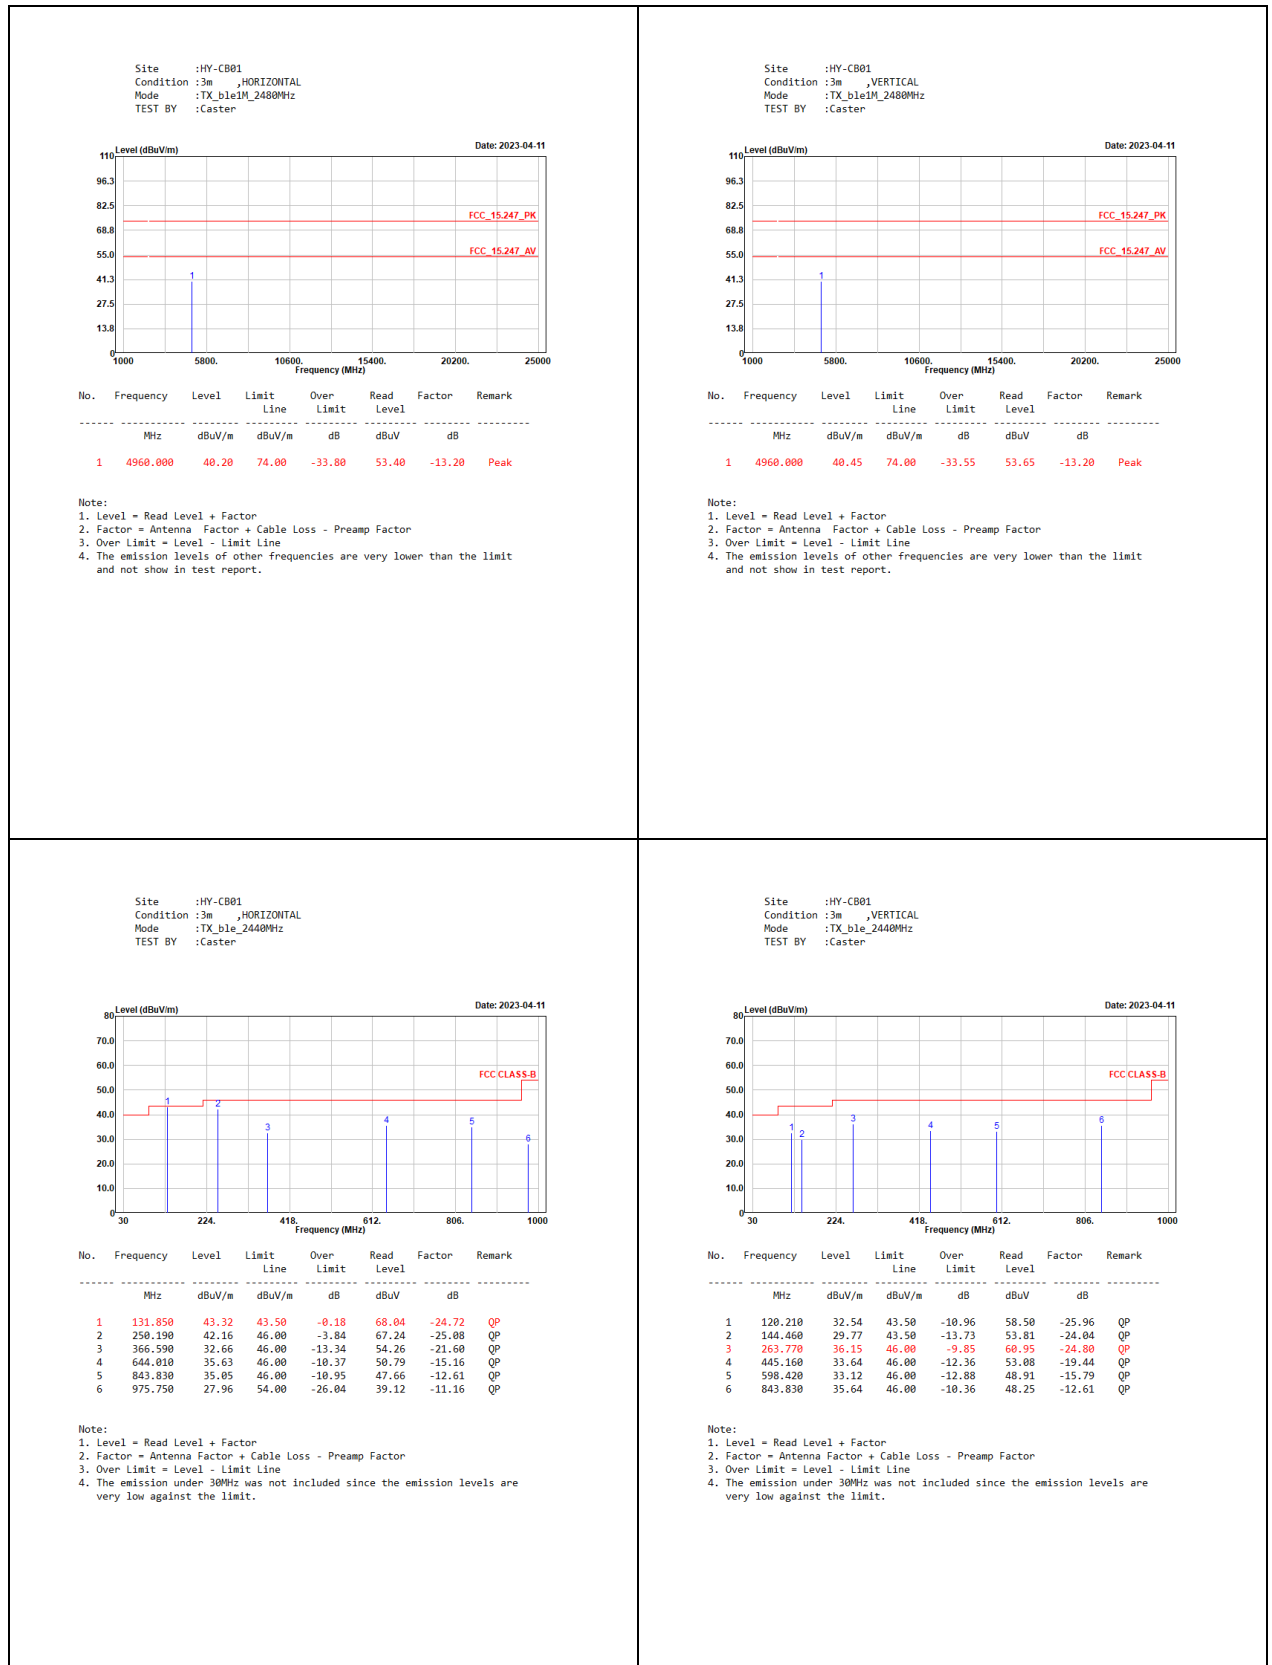 Site :HY-CB01
Condition :3m ,HORIZONTAL
Mode :TX_ble1M_2480MHz
TEST BY :Caster
Level (dBuV/m) Date: 2023-04-11
110
96.3
82.5
FCC_15.247_PK
68.8
FCC_15.247_AV
55.0
41.3
1
27.5
13.8
0
1000 5800. 10600. 15400. 20200. 25000
Frequency (MHz)
No. Frequency Level Limit Over Read Factor Remark
Line Limit Level
------ ----------- -------- --------- --------- -------- -------- ---------
MHz dBuV/m dBuV/m dB dBuV dB
1 4960.000 40.20 74.00 -33.80 53.40 -13.20 Peak
Note:
1. Level = Read Level + Factor
2. Factor = Antenna  Factor + Cable Loss - Preamp Factor
3. Over Limit = Level - Limit Line
4. The emission levels of other frequencies are very lower than the limit
and not show in test report.
Site :HY-CB01
Condition :3m ,VERTICAL
Mode :TX_ble1M_2480MHz
TEST BY :Caster
Level (dBuV/m) Date: 2023-04-11
110
96.3
82.5
FCC_15.247_PK
68.8
FCC_15.247_AV
55.0
41.3
1
27.5
13.8
0
1000 5800. 10600. 15400. 20200. 25000
Frequency (MHz)
No. Frequency Level Limit Over Read Factor Remark
Line Limit Level
------ ----------- -------- --------- --------- -------- -------- ---------
MHz dBuV/m dBuV/m dB dBuV dB
1 4960.000 40.45 74.00 -33.55 53.65 -13.20 Peak
Note:
1. Level = Read Level + Factor
2. Factor = Antenna  Factor + Cable Loss - Preamp Factor
3. Over Limit = Level - Limit Line
4. The emission levels of other frequencies are very lower than the limit
and not show in test report.
Site :HY-CB01
Condition :3m ,HORIZONTAL
Mode :TX_ble_2440MHz
TEST BY :Caster
Level (dBuV/m) Date: 2023-04-11
80
70.0
60.0
FCC CLASS-B
50.0
1 2
40.0
3 4 5
30.0
6
20.0
10.0
0
30 224. 418. 612. 806. 1000
Frequency (MHz)
No. Frequency Level Limit Over Read Factor Remark
Line Limit Level
------ ----------- -------- --------- --------- -------- -------- ---------
MHz dBuV/m dBuV/m dB dBuV dB
1 131.850 43.32 43.50 -0.18 68.04 -24.72 QP
2 250.190 42.16 46.00 -3.84 67.24 -25.08 QP
3 366.590 32.66 46.00 -13.34 54.26 -21.60 QP
4 644.010 35.63 46.00 -10.37 50.79 -15.16 QP
5 843.830 35.05 46.00 -10.95 47.66 -12.61 QP
6 975.750 27.96 54.00 -26.04 39.12 -11.16 QP
Note:
1. Level = Read Level + Factor
2. Factor = Antenna Factor + Cable Loss - Preamp Factor
3. Over Limit = Level - Limit Line
4. The emission under 30MHz was not included since the emission levels are
very low against the limit.
Site :HY-CB01
Condition :3m ,VERTICAL
Mode :TX_ble_2440MHz
TEST BY :Caster
Level (dBuV/m) Date: 2023-04-11
80
70.0
60.0
FCC CLASS-B
50.0
40.0
1 2 3 4 5 6
30.0
20.0
10.0
0
30 224. 418. 612. 806. 1000
Frequency (MHz)
No. Frequency Level Limit Over Read Factor Remark
Line Limit Level
------ ----------- -------- --------- --------- -------- -------- ---------
MHz dBuV/m dBuV/m dB dBuV dB
1 120.210 32.54 43.50 -10.96 58.50 -25.96 QP
2 144.460 29.77 43.50 -13.73 53.81 -24.04 QP
3 263.770 36.15 46.00 -9.85 60.95 -24.80 QP
4 445.160 33.64 46.00 -12.36 53.08 -19.44 QP
5 598.420 33.12 46.00 -12.88 48.91 -15.79 QP
6 843.830 35.64 46.00 -10.36 48.25 -12.61 QP
Note:
1. Level = Read Level + Factor
2. Factor = Antenna Factor + Cable Loss - Preamp Factor
3. Over Limit = Level - Limit Line
4. The emission under 30MHz was not included since the emission levels are
very low against the limit.